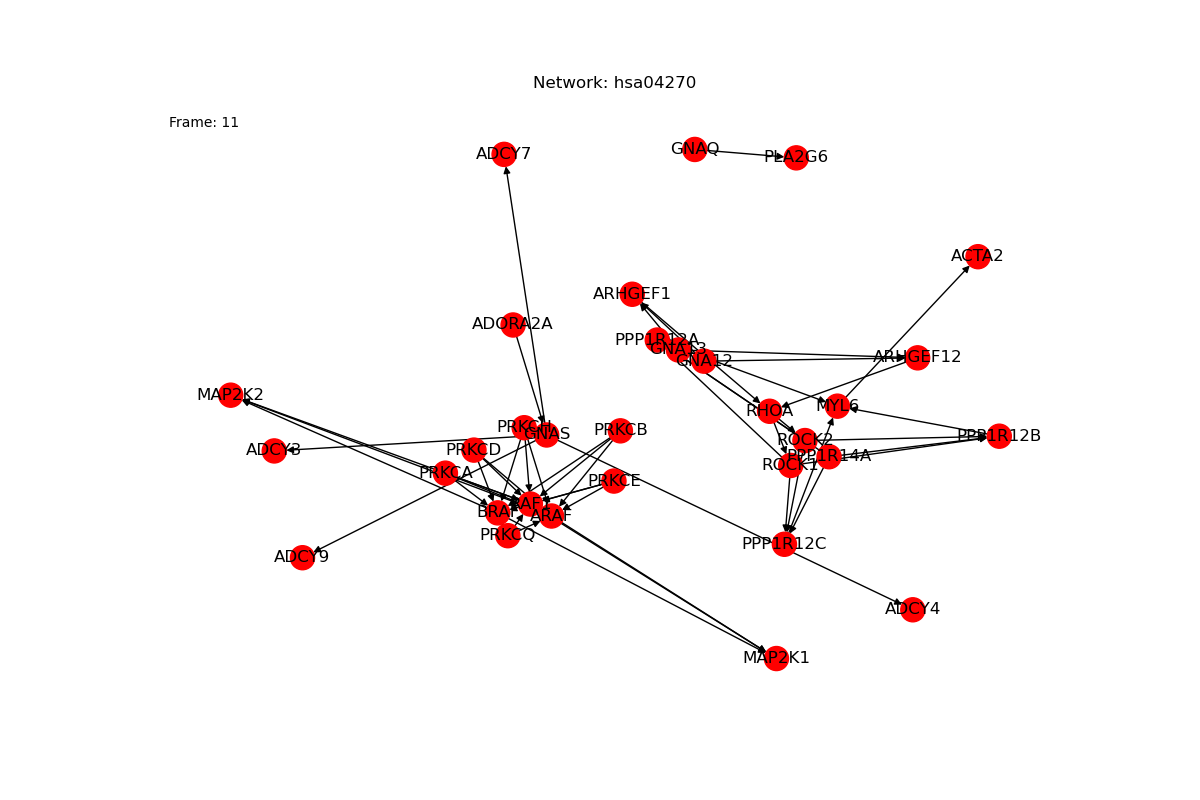 Network: hsa04270
Frame: 11
ADCY7
GNAQ
PLA2G6
ACTA2
ARHGEF1
ADORA2A
PPP1R12A
GNA13
GNA12
ARHGEF12
MAP2K2
RHOA
MYL6
PRKCH
GNAS
PRKCB
PPP1R12B
ROCK2
ADCY3
PRKCD
PPP1R14A
ROCK1
PRKCA
PRKCE
RAF1
BRAF
ARAF
PRKCQ
PPP1R12C
ADCY9
ADCY4
MAP2K1